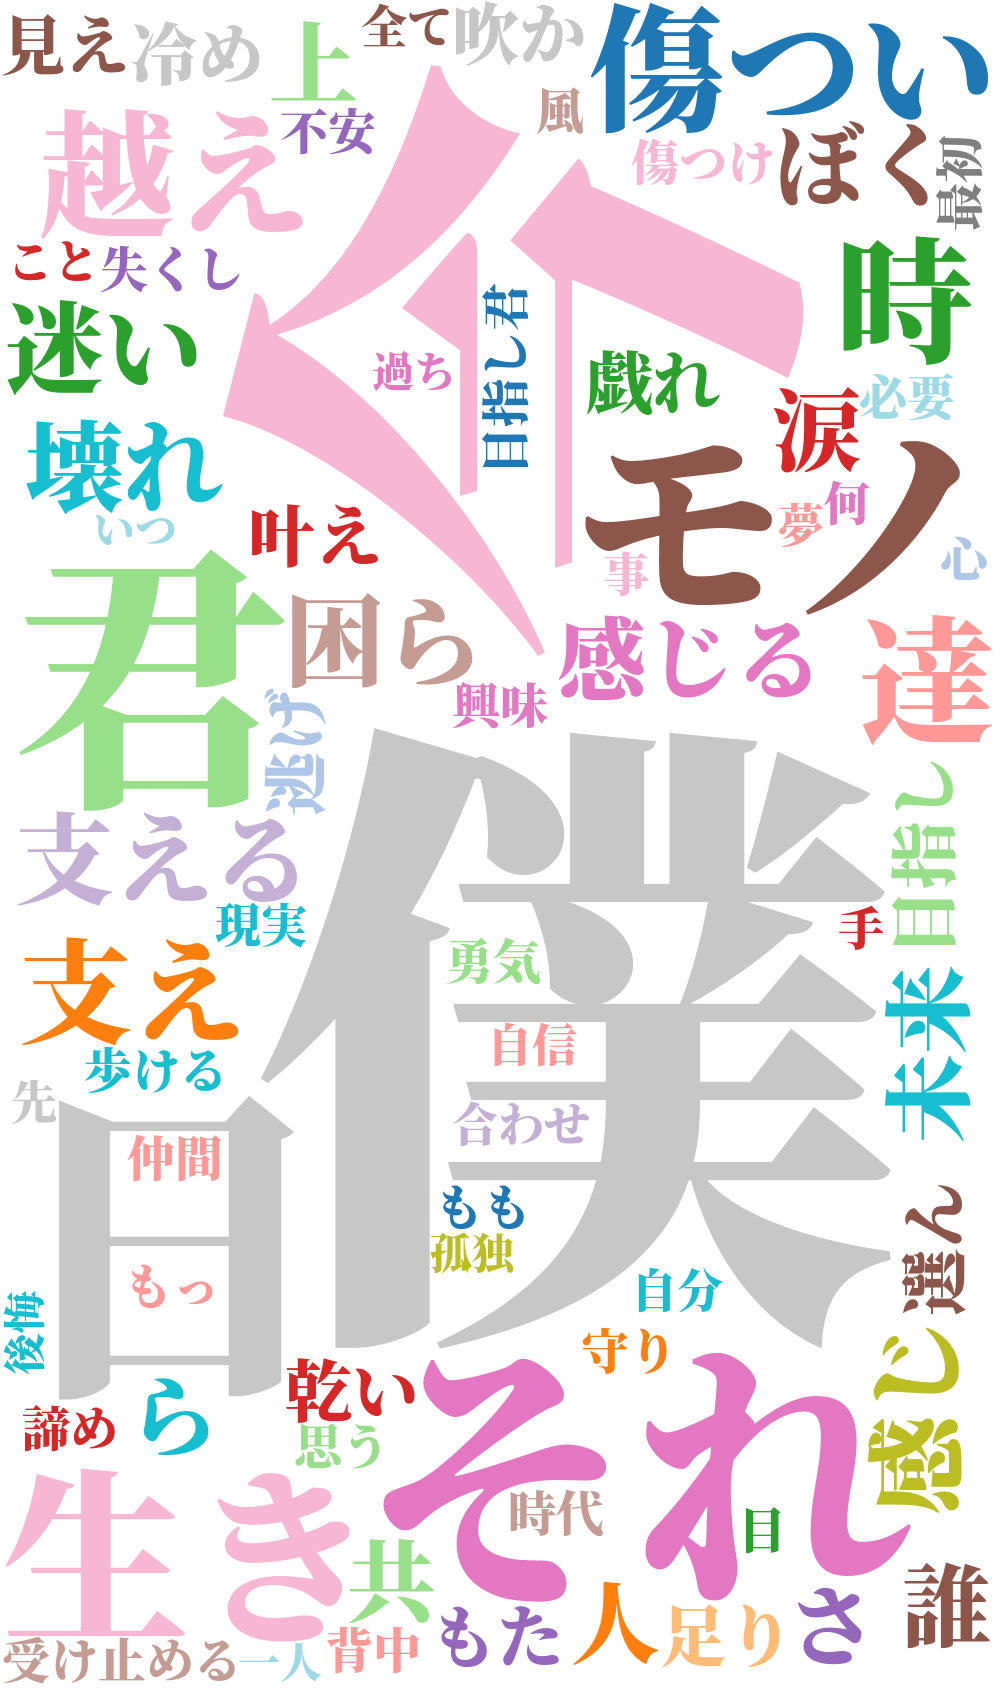 見え
冷め
上
全て
吹か
傷つい
越え
不安
風
傷つけ
ぼく
最初
今
こと
失くし
時
迷い
過ち
目指し君
戯れ
涙
必要
壊れ
モノ
いつ
叶え
夢
何
事
心
君
困ら
感じる
達
逃げ
興味
僕
支える
目指し
現実
手
支え
勇気
未来
自信
歩ける
先
合わせ
日
仲間
もも
選ん
孤独
もっ
自分
後悔
守り
感じ
乾い
それ
諦め
ら
思う
生き
時代
目
共
誰
人
もた
足り
さ
受け止める
一人
背中